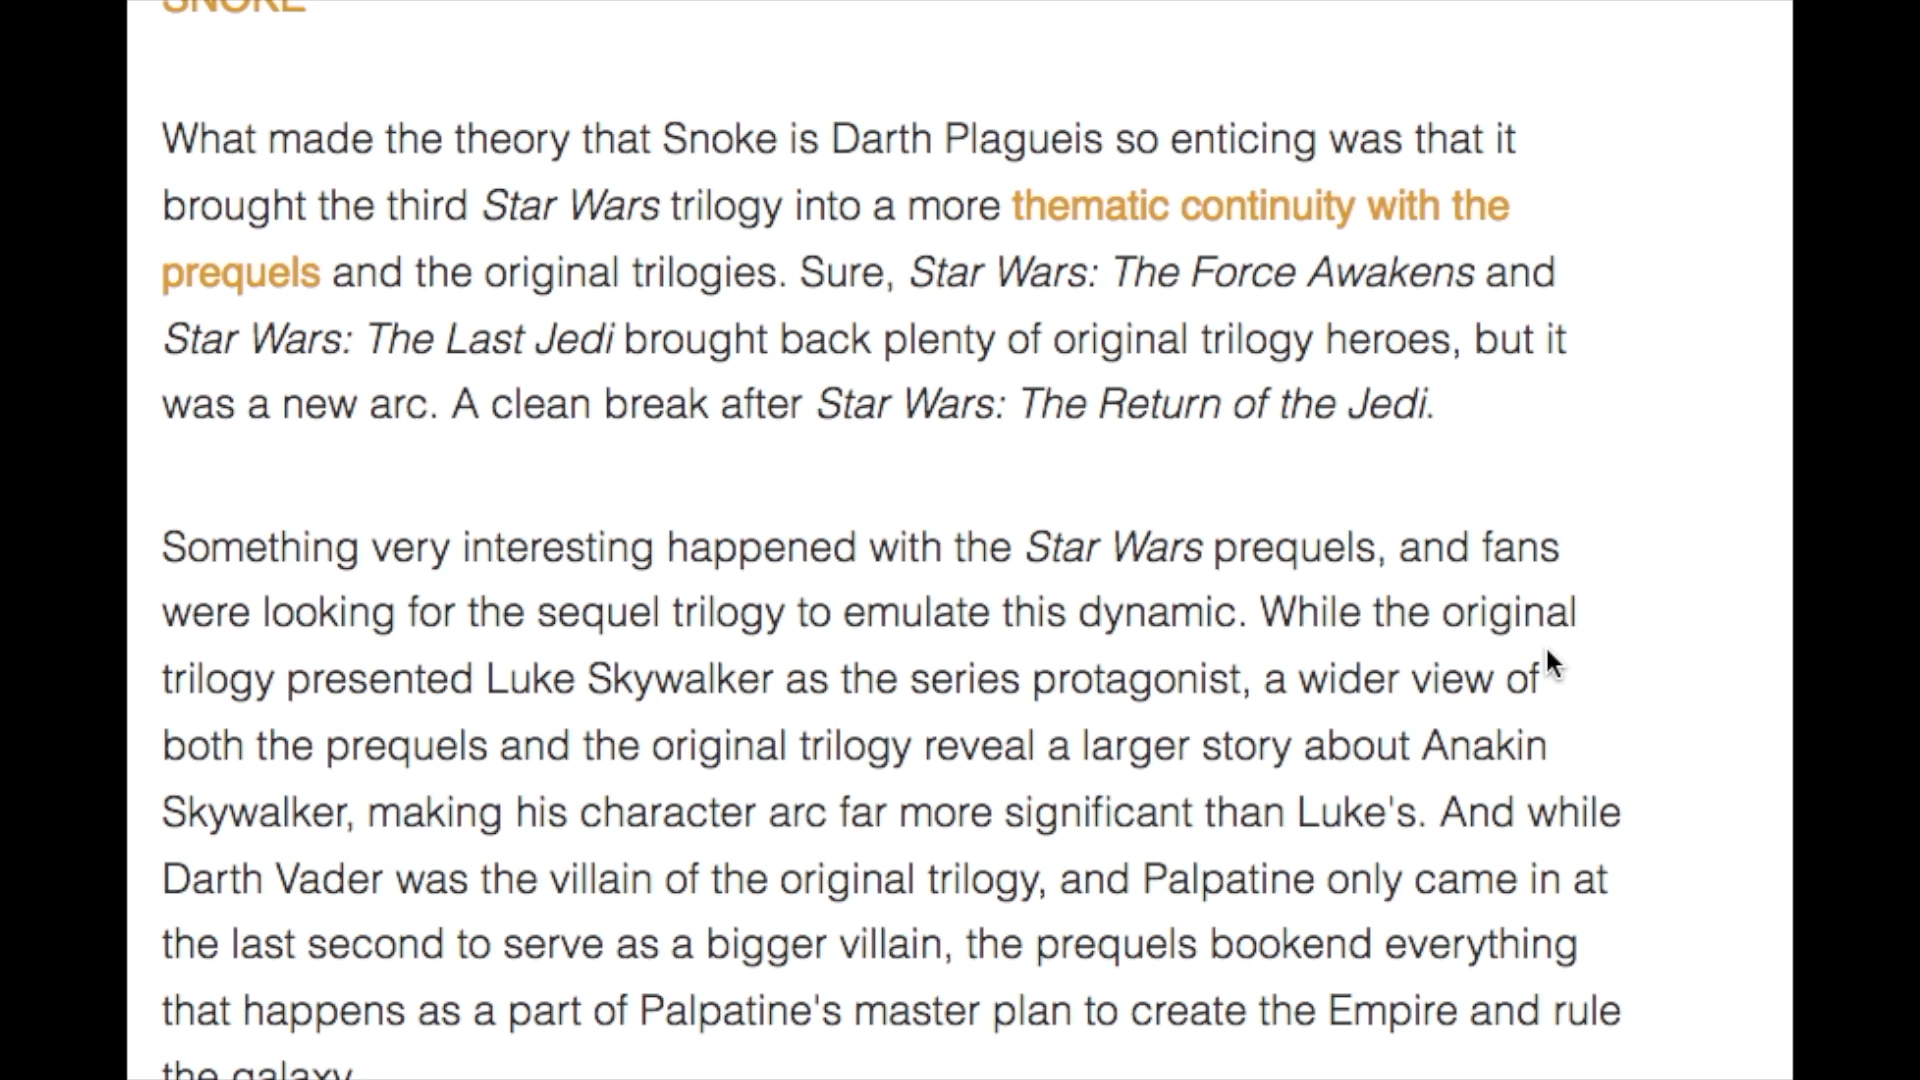 SNOKE
What made the theory that Snoke is Darth Plagueis so enticing was that it
brought the third Star Wars trilogy into a more thematic continuity with the
prequels and the original trilogies. Sure, Star Wars: The Force Awakens and
Star Wars: The Last Jedi brought back plenty of original trilogy heroes, but it
was a new arc. A clean break after Star Wars: The Return of the Jedi.
Something very interesting happened with the Star Wars prequels, and fans
were looking for the sequel trilogy to emulate this dynamic. While the original
trilogy presented Luke Skywalker as the series protagonist, a wider view of
both the prequels and the original trilogy reveal a larger story about Anakin
Skywalker, making his character arc far more significant than Luke's. And while
Darth Vader was the villain of the original trilogy, and Palpatine only came in at
the last second to serve as a bigger villain, the prequels bookend everything
that happens as a part of Palpatine's master plan to create the Empire and rule
the galaxy.